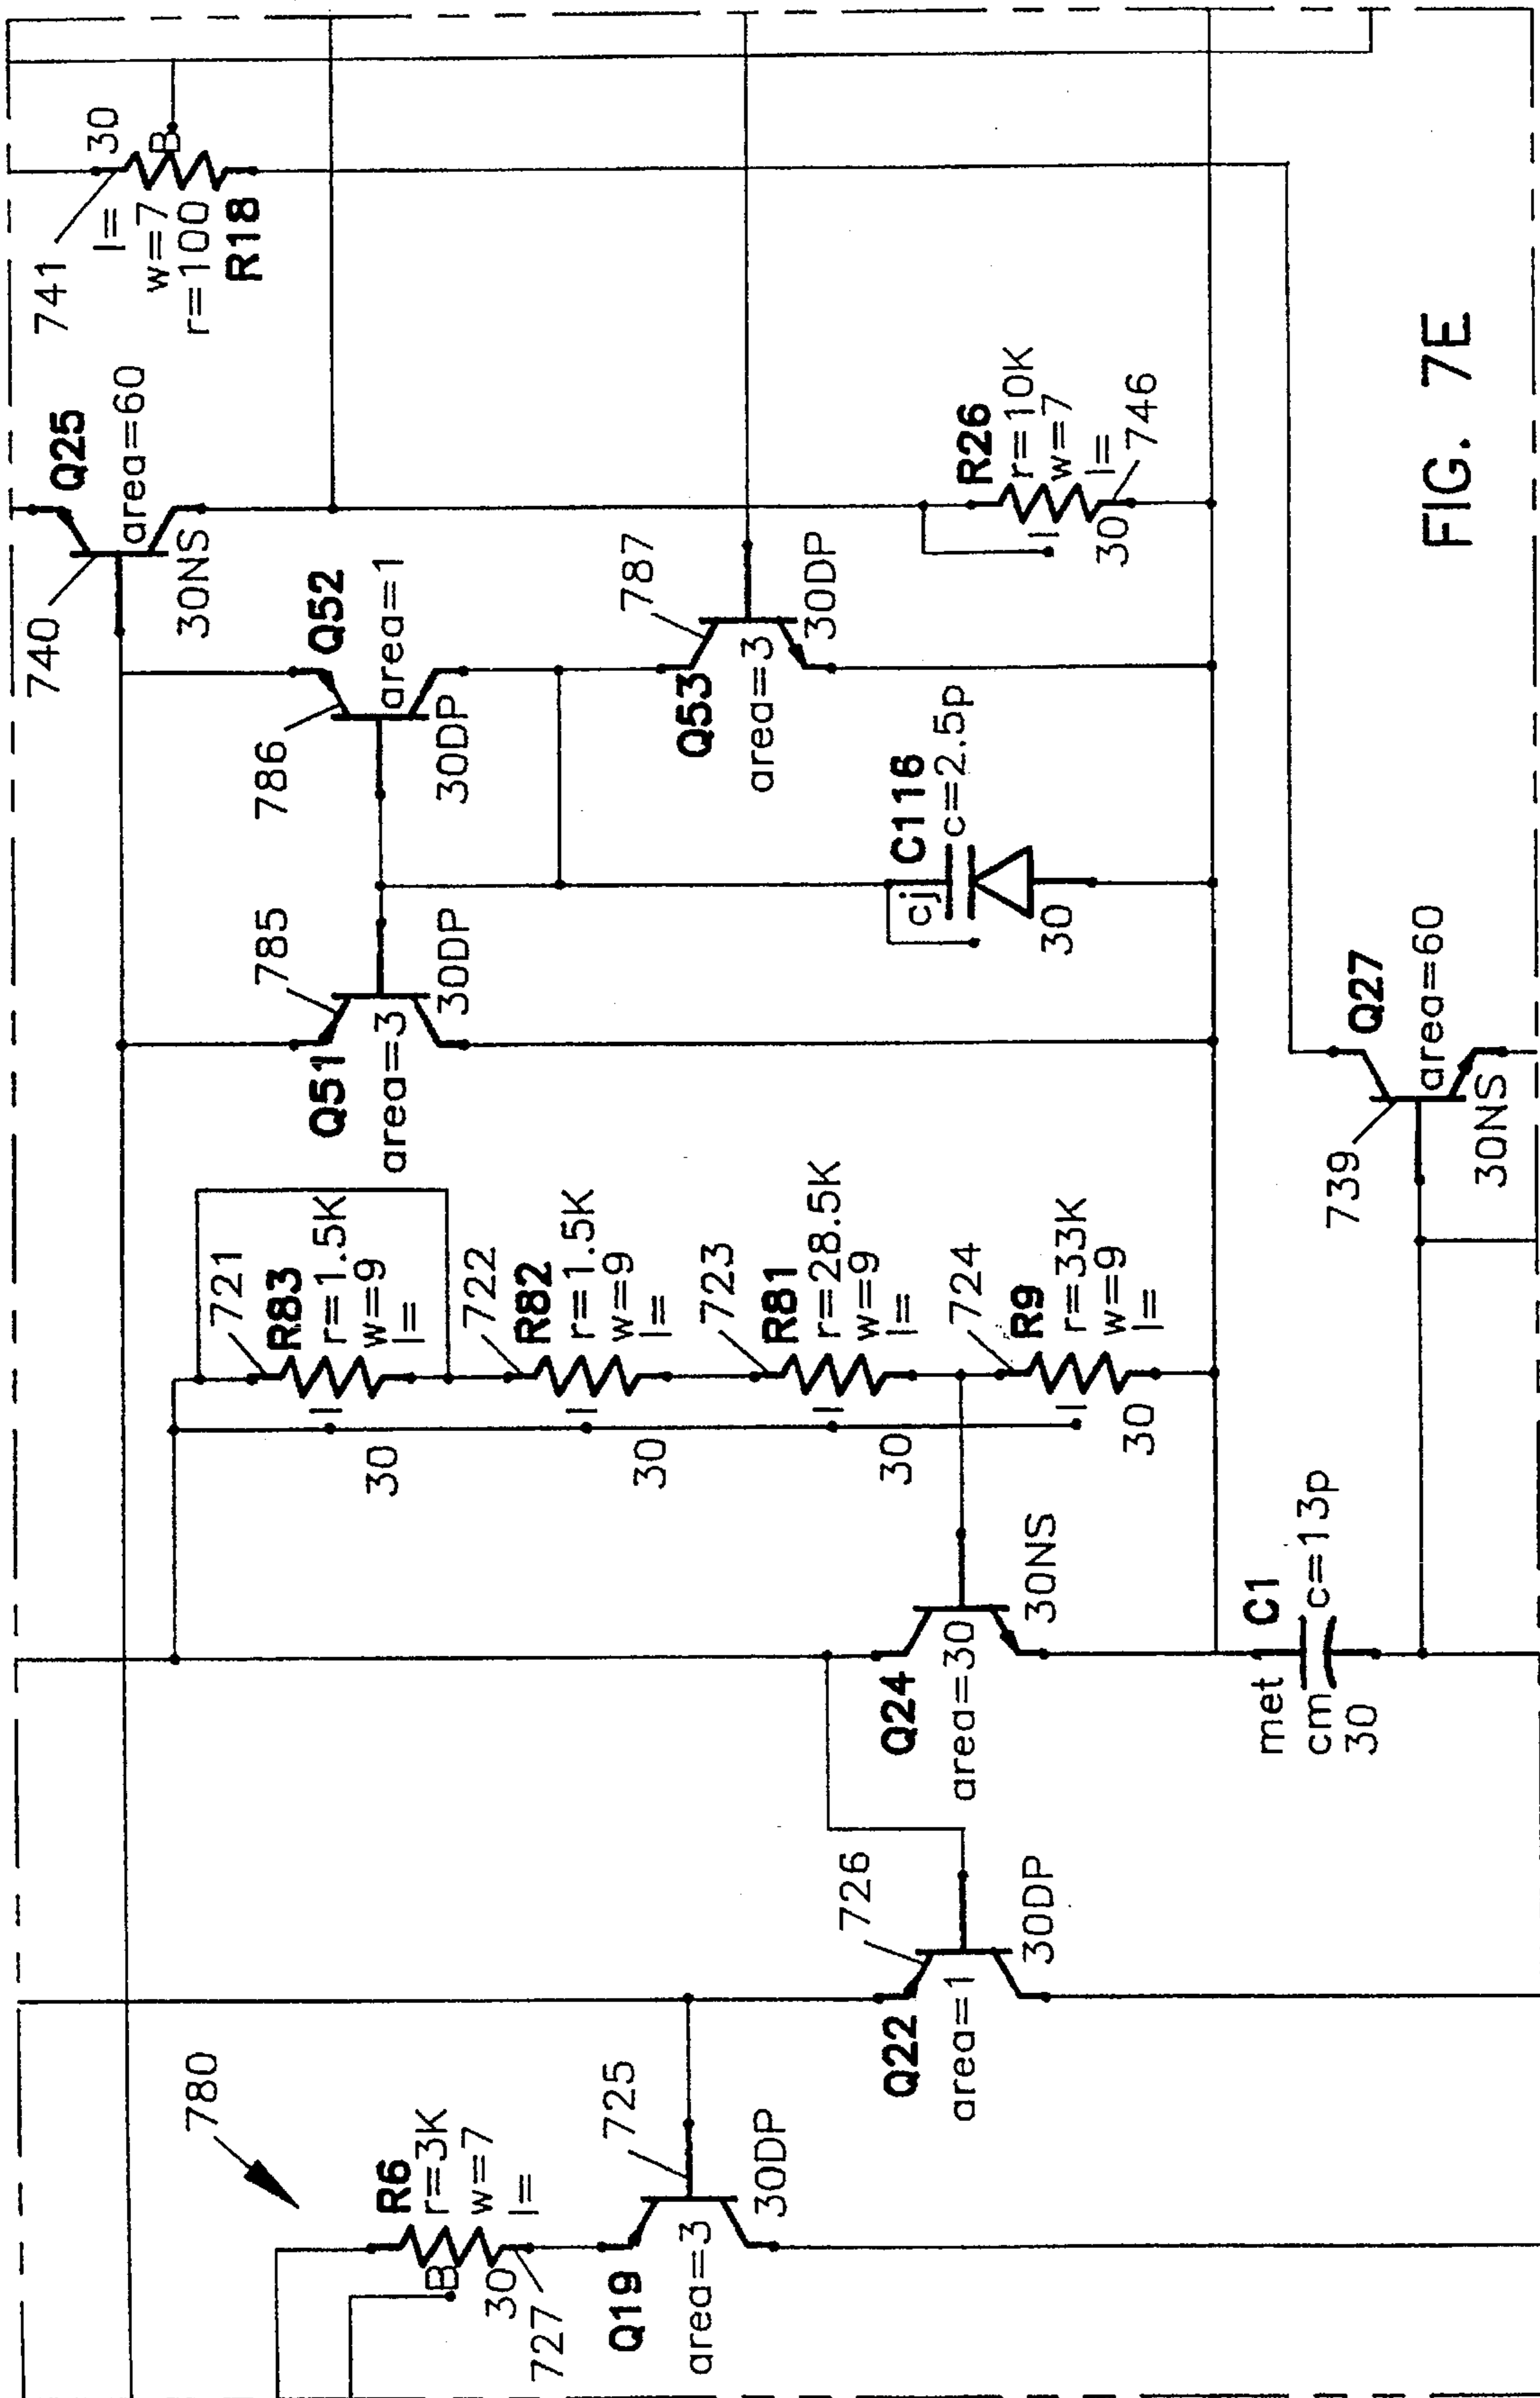 780
R6
r=3K
w=7
l=
B
30
727
Q19
area=3
725
30DP
Q22
area=1
726
30DP
Q24
area=30
30NS
met
C1
cm
c=13p
30
721
R83
r=1.5K
w=9
l=
I
30
722
R82
r=1.5K
w=9
l=
I
30
723
R81
r=28.5K
w=9
l=
I
30
724
R9
r=33K
w=9
l=
I
30
Q51
area=3
785
30DP
786
Q52
area=1
30DP
787
Q53
area=3
30DP
cj
C116
c=2.5p
30
740
Q25
area=60
30NS
741
l=
30
B
w=7
r=100
R18
R26
r=10K
w=7
l=
I
30
746
739
Q27
area=60
30NS
FIG. 7E